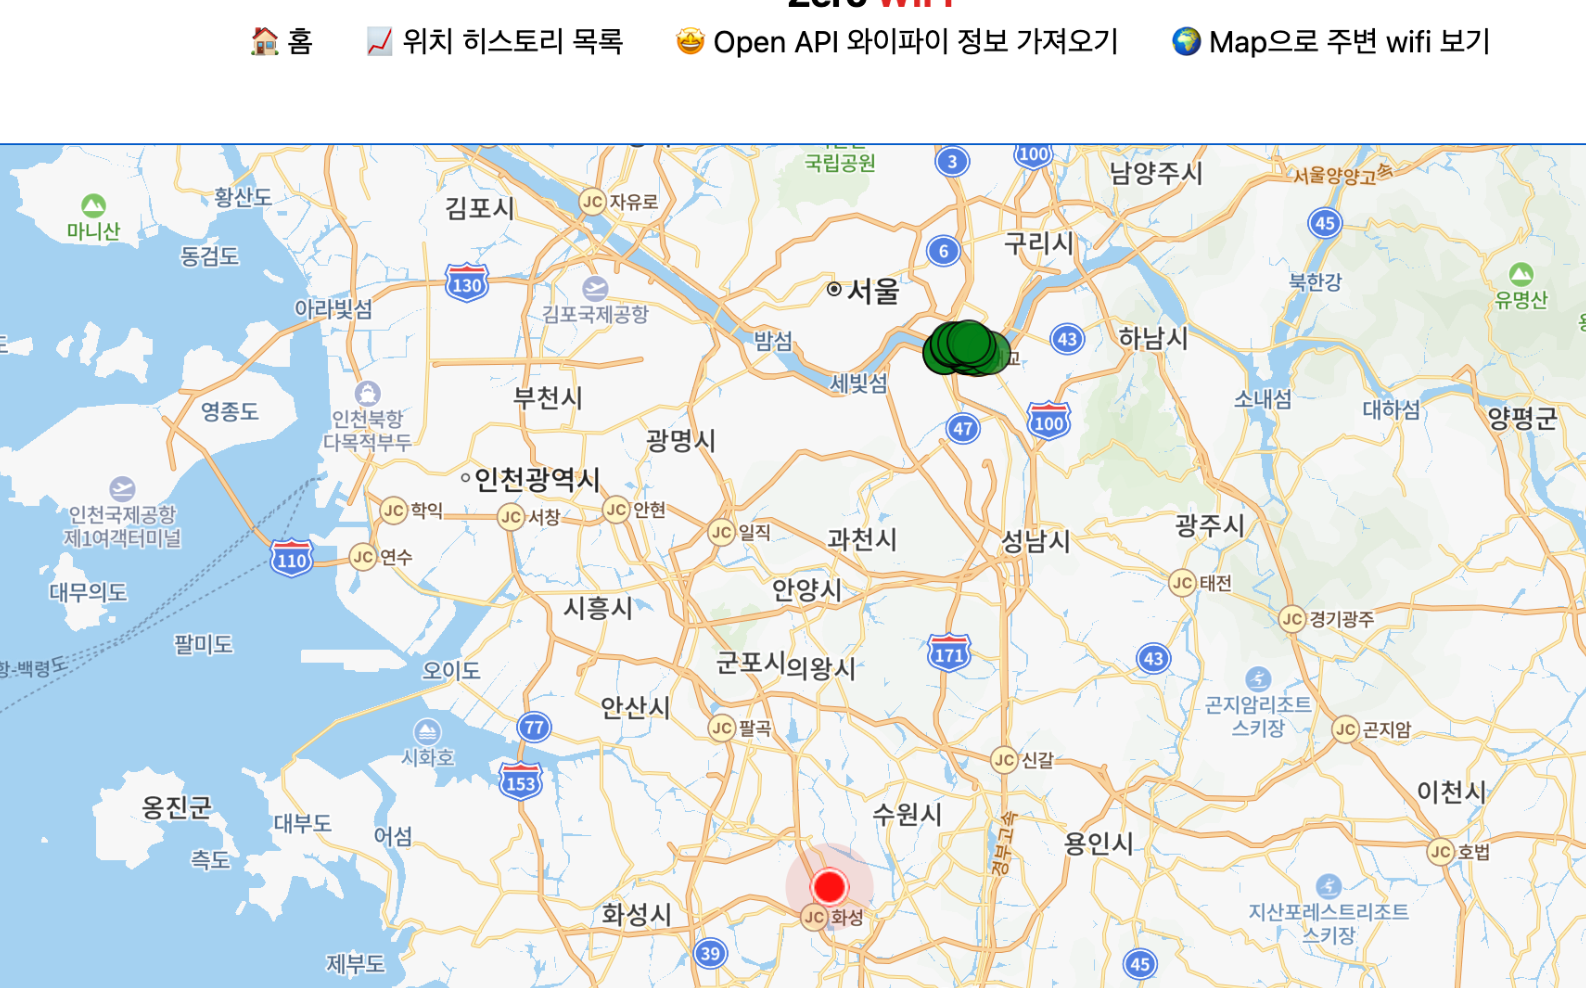 Zero WiFi
🏠 홈 📈 위치 히스토리 목록 🤩 Open API 와이파이 정보 가져오기 🌍 Map으로 주변 wifi 보기
국립공원
3
100
남양주시
서울양양고속
황산도
김포시
JC 자유로
마니산
45
동검도
6
구리시
130
북한강
유명산
서울
아라빛섬
김포국제공항
밤섬
43
하남시
세빛섬
부천시
소내섬
대하섬
영종도
인천북항
다목적부두
양평군
100
47
광명시
인천광역시
인천국제공항
제1여객터미널
JC 학익
JC 서창
JC 안현
JC 일직
과천시
성남시
광주시
110
JC 연수
대무의도
안양시
JC 태전
시흥시
JC 경기광주
팔미도
항-백령도
171
43
군포시
의왕시
오이도
안산시
곤지암리조트
스키장
77
JC 팔곡
JC 곤지암
시화호
JC 신갈
153
옹진군
이천시
대부도
어섬
수원시
경부고속
용인시
측도
JC 호법
화성시
JC 화성
지산포레스트리조트
스키장
39
제부도
45